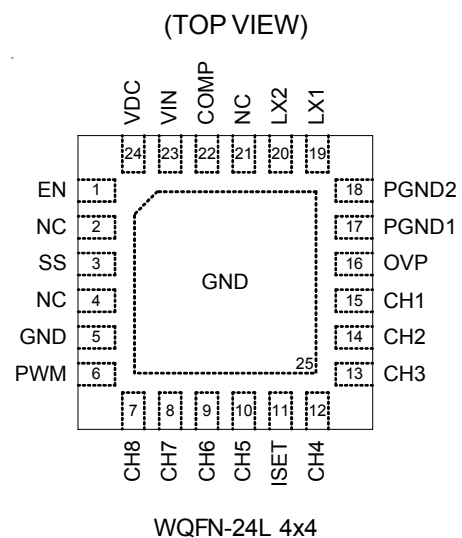 (TOP VIEW)
VDC
VIN
COMP
NC
LX2
LX1
24
23
22
21
20
19
EN 1
NC 2
SS 3
NC 4
GND 5
PWM 6
18 PGND2
17 PGND1
16 OVP
15 CH1
14 CH2
13 CH3
GND
25
7
8
9
10
11
12
CH8
CH7
CH6
CH5
ISET
CH4
WQFN-24L 4x4